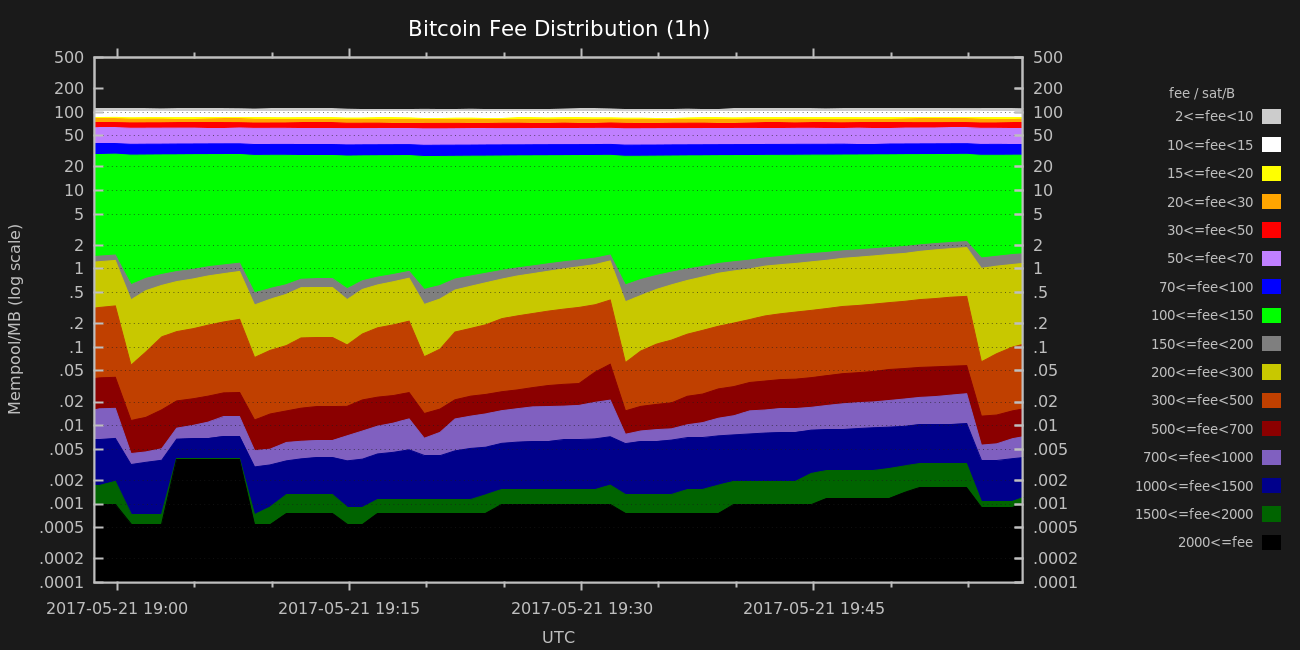 Bitcoin Fee Distribution (1h)
Mempool/MB (log scale)
500
200
100
50
20
10
5
2
1
.5
.2
.1
.05
.02
.01
.005
.002
.001
.0005
.0002
.0001
500
200
100
50
20
10
5
2
1
.5
.2
.1
.05
.02
.01
.005
.002
.001
.0005
.0002
.0001
2017-05-21 19:00 2017-05-21 19:15 2017-05-21 19:30 2017-05-21 19:45
UTC
fee / sat/B
2<=fee<10
10<=fee<15
15<=fee<20
20<=fee<30
30<=fee<50
50<=fee<70
70<=fee<100
100<=fee<150
150<=fee<200
200<=fee<300
300<=fee<500
500<=fee<700
700<=fee<1000
1000<=fee<1500
1500<=fee<2000
2000<=fee